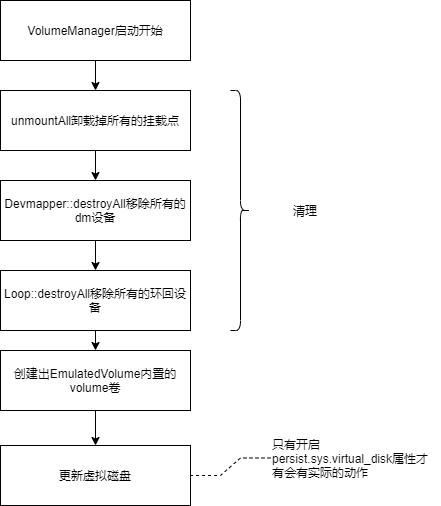 VolumeManager启动开始
unmountAll卸载掉所有的挂载点
清理
Devmapper::destroyAll移除所有的
dm设备
Loop::destroyAll移除所有的环回设
备
创建出EmulatedVolume内置的
volume卷
更新虚拟磁盘
只有开启
persist.sys.virtual_disk属性才
有会有实际的动作